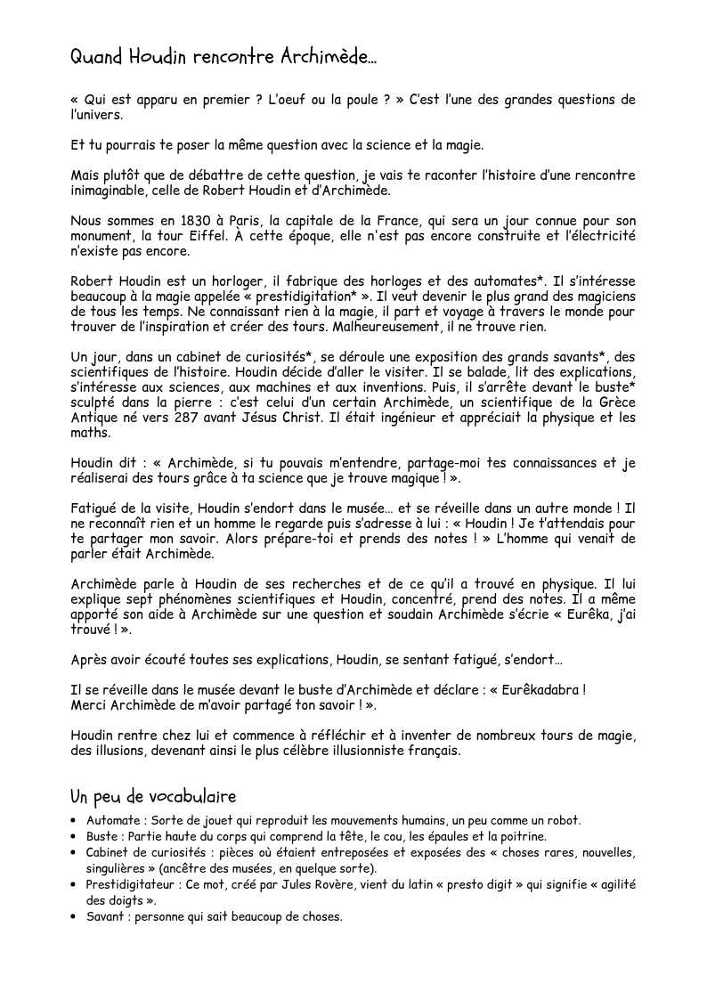 Quand Houdin rencontre Archimède...
« Qui est apparu en premier ? L'oeuf ou la poule ? » C'est l'une des grandes questions de
l'univers.
Et tu pourrais te poser la même question avec la science et la magie.
Mais plutôt que de débattre de cette question, je vais te raconter l'histoire d'une rencontre
inimaginable, celle de Robert Houdin et d'Archimède.
Nous sommes en 1830 à Paris, la capitale de la France, qui sera un jour connue pour son
monument, la tour Eiffel. À cette époque, elle n'est pas encore construite et l'électricité
n'existe pas encore.
Robert Houdin est un horloger, il fabrique des horloges et des automates*. Il s'intéresse
beaucoup à la magie appelée « prestidigitation* ». Il veut devenir le plus grand des magiciens
de tous les temps. Ne connaissant rien à la magie, il part et voyage à travers le monde pour
trouver de l'inspiration et créer des tours. Malheureusement, il ne trouve rien.
Un jour, dans un cabinet de curiosités*, se déroule une exposition des grands savants*, des
scientifiques de l'histoire. Houdin décide d'aller le visiter. Il se balade, lit des explications,
s'intéresse aux sciences, aux machines et aux inventions. Puis, il s'arrête devant le buste*
sculpté dans la pierre : c'est celui d'un certain Archimède, un scientifique de la Grèce
Antique né vers 287 avant Jésus Christ. Il était ingénieur et appréciait la physique et les
maths.
Houdin dit : « Archimède, si tu pouvais m'entendre, partage-moi tes connaissances et je
réaliserai des tours grâce à ta science que je trouve magique ! ».
Fatigué de la visite, Houdin s'endort dans le musée... et se réveille dans un autre monde ! Il
ne reconnaît rien et un homme le regarde puis s'adresse à lui : « Houdin ! Je t'attendais pour
te partager mon savoir. Alors prépare-toi et prends des notes ! » L'homme qui venait de
parler était Archimède.
Archimède parle à Houdin de ses recherches et de ce qu'il a trouvé en physique. Il lui
explique sept phénomènes scientifiques et Houdin, concentré, prend des notes. Il a même
apporté son aide à Archimède sur une question et soudain Archimède s'écrie « Eurêka, j'ai
trouvé ! ».
Après avoir écouté toutes ses explications, Houdin, se sentant fatigué, s'endort...
Il se réveille dans le musée devant le buste d'Archimède et déclare : « Eurêkadabra !
Merci Archimède de m'avoir partagé ton savoir ! ».
Houdin rentre chez lui et commence à réfléchir et à inventer de nombreux tours de magie,
des illusions, devenant ainsi le plus célèbre illusionniste français.
Un peu de vocabulaire
• Automate : Sorte de jouet qui reproduit les mouvements humains, un peu comme un robot.
• Buste : Partie haute du corps qui comprend la tête, le cou, les épaules et la poitrine.
• Cabinet de curiosités : pièces où étaient entreposées et exposées des « choses rares, nouvelles,
singulières » (ancêtre des musées, en quelque sorte).
• Prestidigitateur : Ce mot, créé par Jules Rovère, vient du latin « presto digit » qui signifie « agilité
des doigts ».
• Savant : personne qui sait beaucoup de choses.